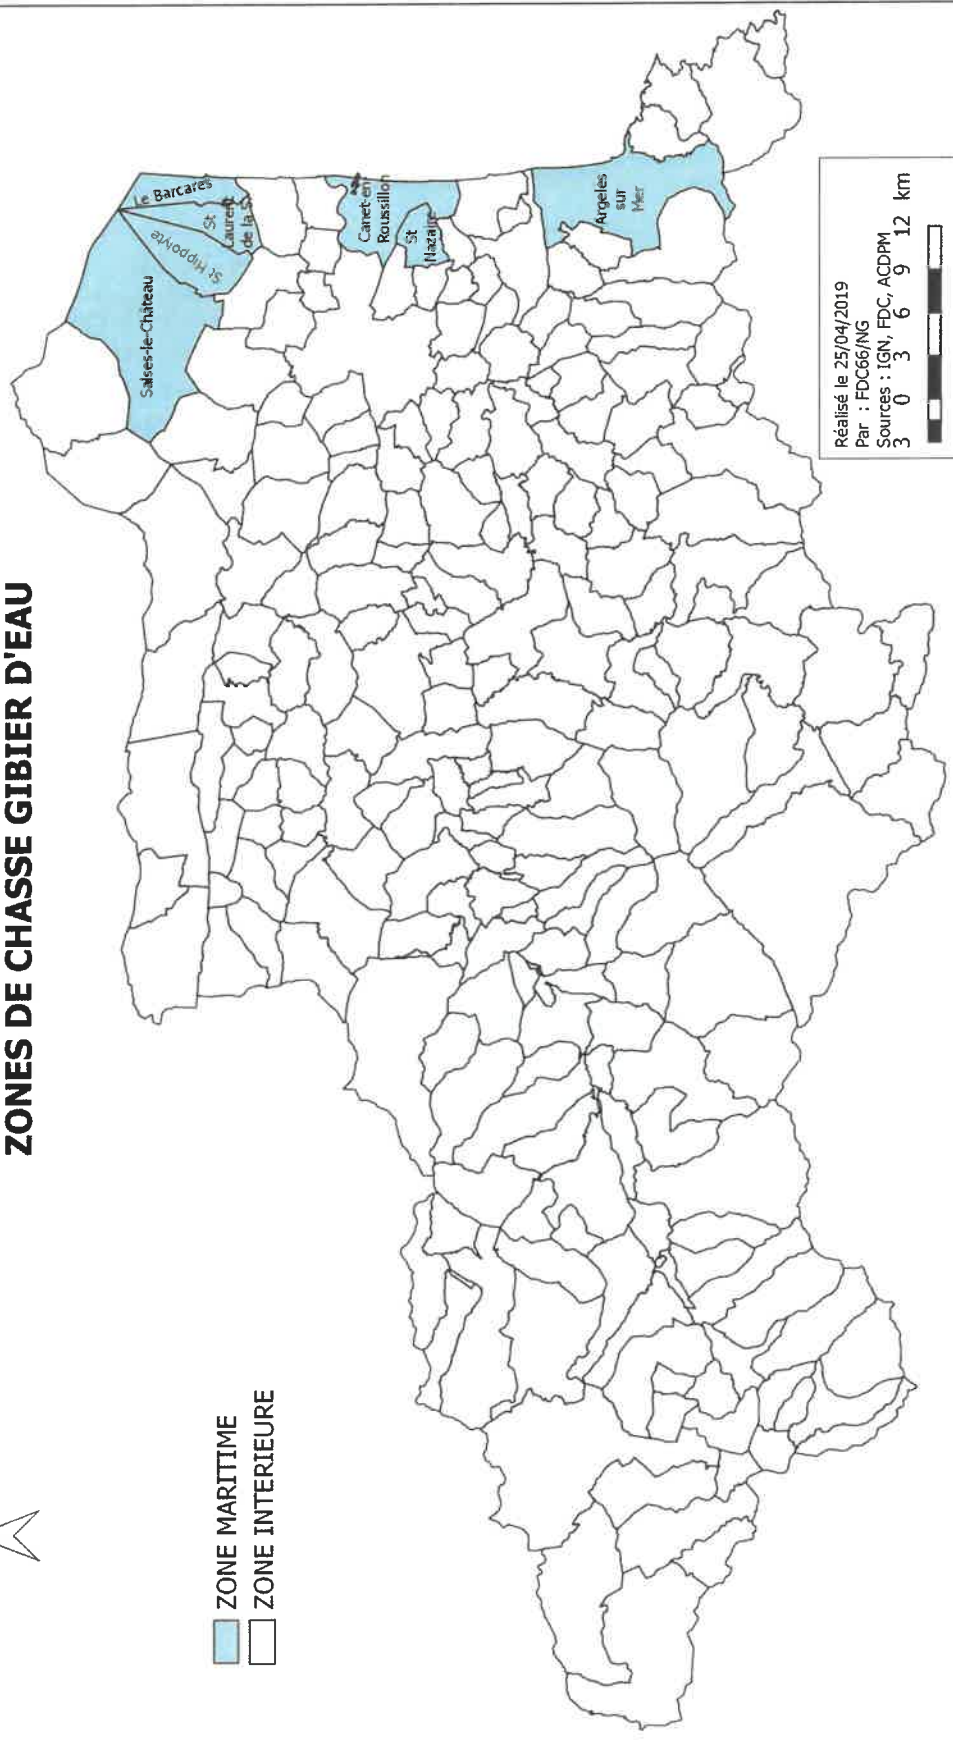 ZONES DE CHASSE GIBIER D'EAU
Salses-le-Château
Le Barcares
St Hippolyte
St
Laurent
de la S.
Canet-en
Roussillon
St
Nazaire
Argeles
sur
Mer
ZONE MARITIME
ZONE INTERIEURE
Réalisé le 25/04/2019
Par : FDC66/NG
Sources : IGN, FDC, ACDPM
3 0 3 6 9 12 km